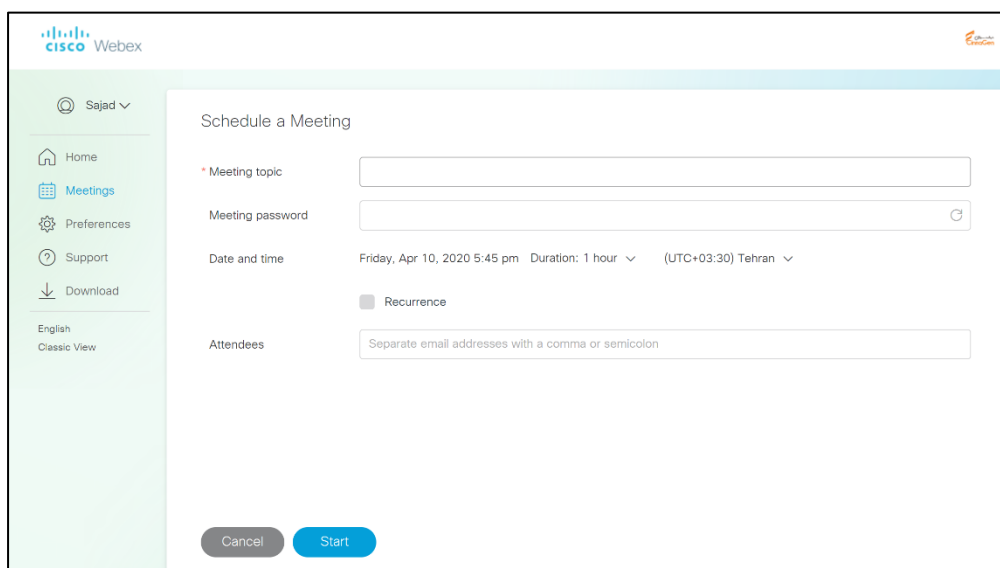 cisco Webex
Sajad
Home
Meetings
Preferences
Support
Download
English
Classic View
Schedule a Meeting
* Meeting topic
Meeting password
Date and time Friday, Apr 10, 2020 5:45 pm Duration: 1 hour (UTC+03:30) Tehran
Recurrence
Attendees Separate email addresses with a comma or semicolon
Cancel Start